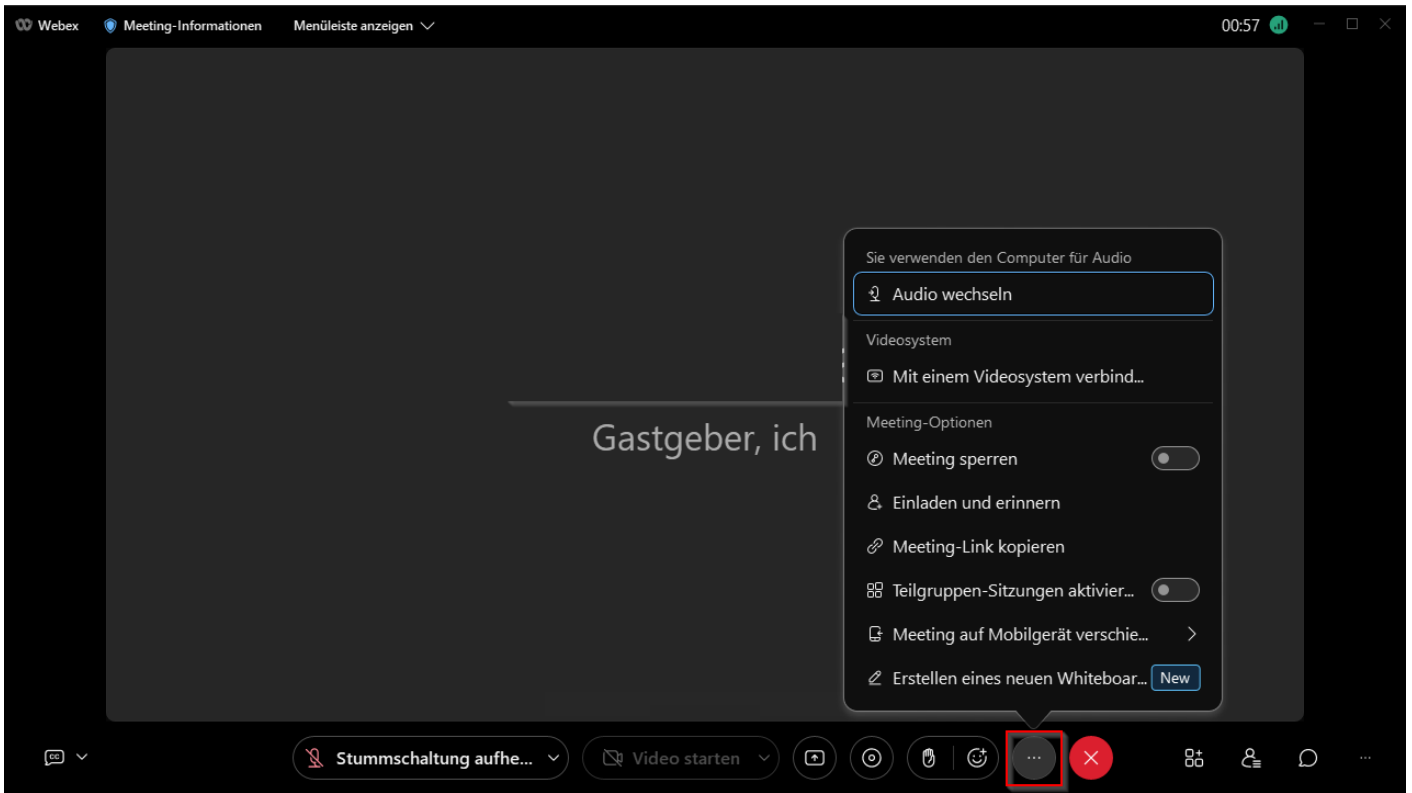 Webex Meeting-Informationen Menüleiste anzeigen 00:57
Sie verwenden den Computer für Audio
Audio wechseln
Videosystem
Mit einem Videosystem verbind...
Meeting-Optionen
Gastgeber, ich
Meeting sperren
Einladen und erinnern
Meeting-Link kopieren
Teilgruppen-Sitzungen aktivier...
Meeting auf Mobilgerät verschie...
Erstellen eines neuen Whiteboar... New
CC Stummschaltung aufhe... Video starten